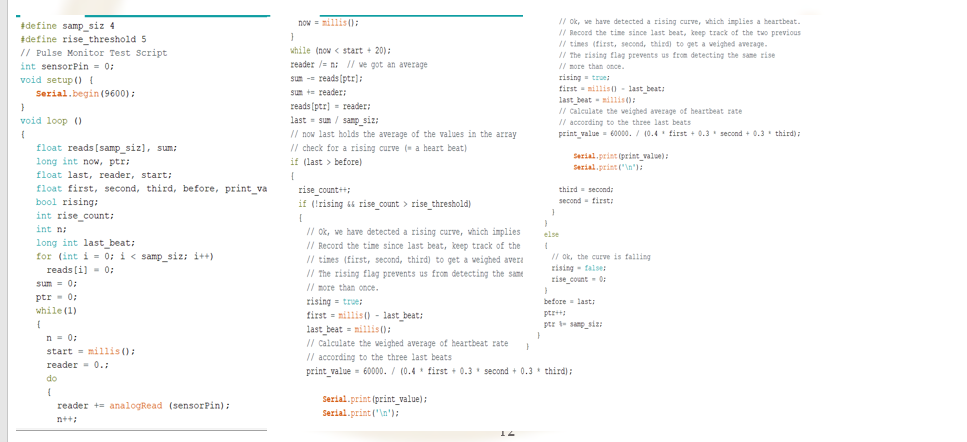 #define samp_siz 4
#define rise_threshold 5
// Pulse Monitor Test Script
int sensorPin = 0;
void setup() {
Serial.begin(9600);
}
void loop ()
{
float reads[samp_siz], sum;
long int now, ptr;
float last, reader, start;
float first, second, third, before, print_va
bool rising;
int rise_count;
int n;
long int last_beat;
for (int i = 0; i < samp_siz; i++)
reads[i] = 0;
sum = 0;
ptr = 0;
while(1)
{
n = 0;
start = millis();
reader = 0.;
do
{
reader += analogRead (sensorPin);
n++;
now = millis();
}
while (now < start + 20);
reader /= n;  // we got an average
sum -= reads[ptr];
sum += reader;
reads[ptr] = reader;
last = sum / samp_siz;
// now last holds the average of the values in the array
// check for a rising curve (= a heart beat)
if (last > before)
{
rise_count++;
if (!rising && rise_count > rise_threshold)
{
// Ok, we have detected a rising curve, which implies
// Record the time since last beat, keep track of the
// times (first, second, third) to get a weighed avera
// The rising flag prevents us from detecting the same
// more than once.
rising = true;
first = millis() - last_beat;
last_beat = millis();
// Calculate the weighed average of heartbeat rate
// according to the three last beats
print_value = 60000. / (0.4 * first + 0.3 * second + 0.3 * third);
Serial.print(print_value);
Serial.print('\n');
// Ok, we have detected a rising curve, which implies a heartbeat.
// Record the time since last beat, keep track of the two previous
// times (first, second, third) to get a weighed average.
// The rising flag prevents us from detecting the same rise
// more than once.
rising = true;
first = millis() - last_beat;
last_beat = millis();
// Calculate the weighed average of heartbeat rate
// according to the three last beats
print_value = 60000. / (0.4 * first + 0.3 * second + 0.3 * third);
Serial.print(print_value);
Serial.print('\n');
third = second;
second = first;
}
}
else
{
// Ok, the curve is falling
rising = false;
rise_count = 0;
}
before = last;
ptr++;
ptr %= samp_siz;
}
}
12